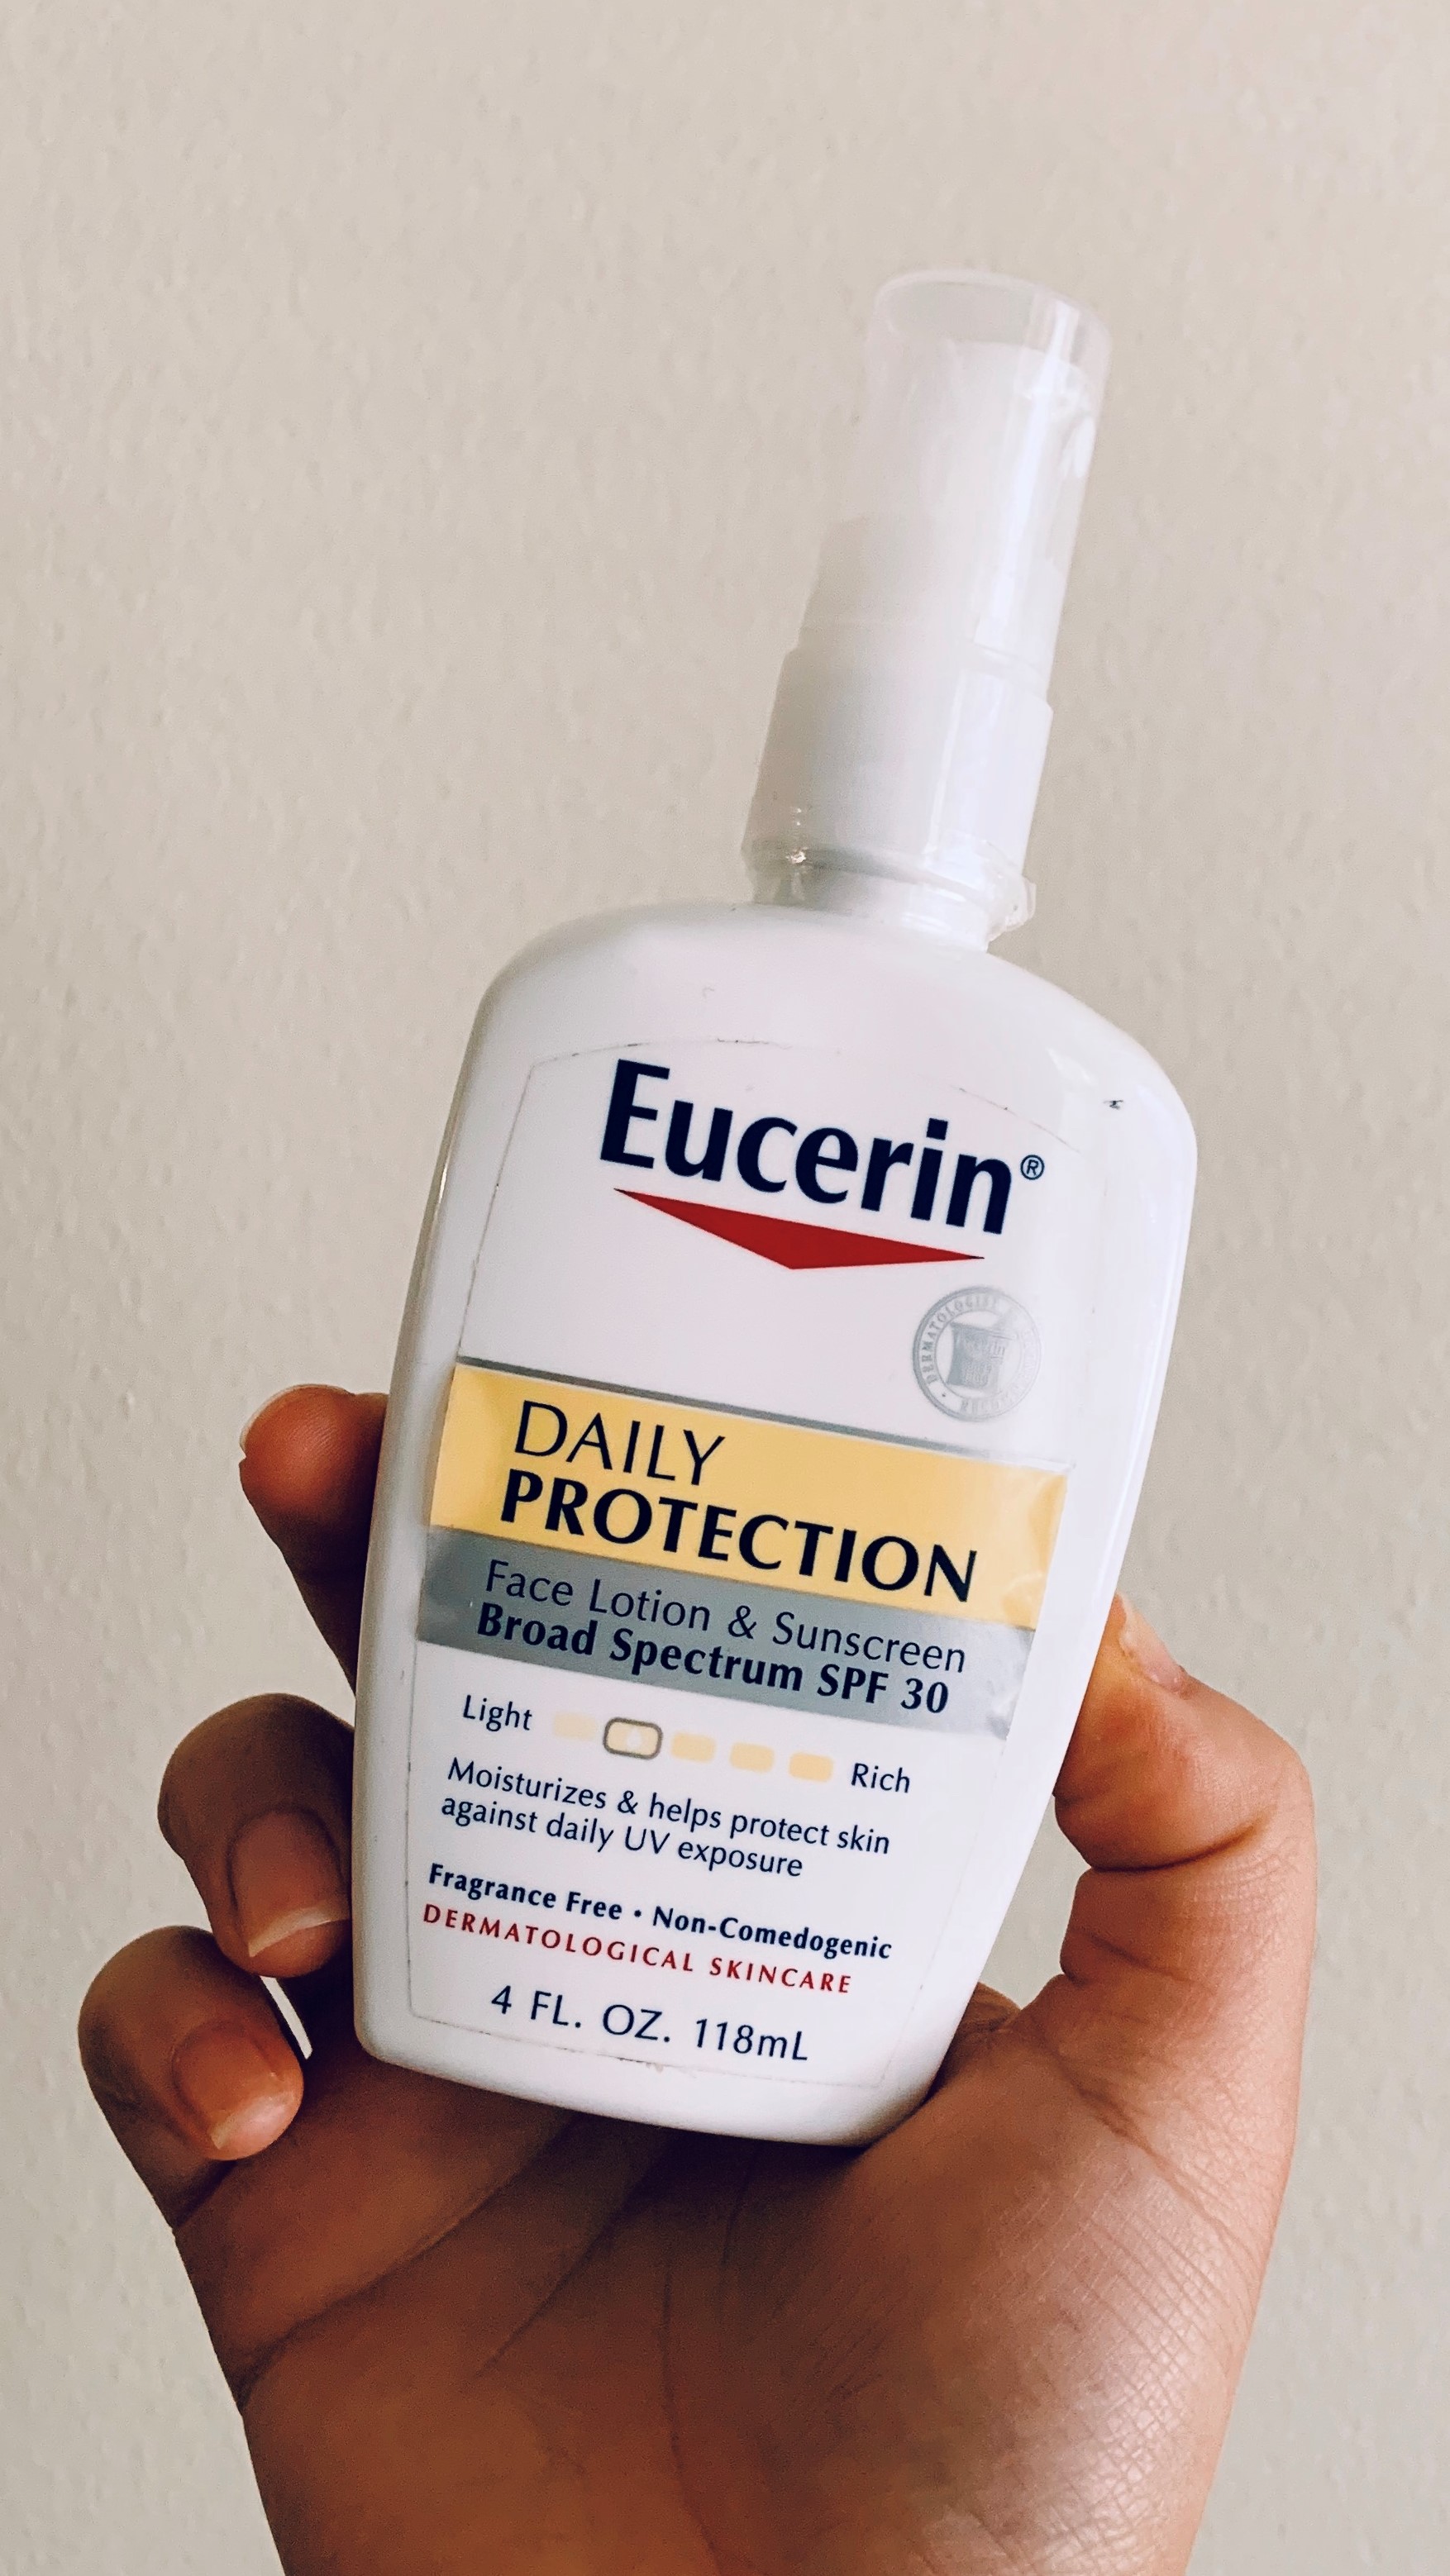 Eucerin®
DERMATOLOGIST
DAILY
PROTECTION
Face Lotion & Sunscreen
Broad Spectrum SPF 30
Light Rich
Moisturizes & helps protect skin
against daily UV exposure
Fragrance Free • Non-Comedogenic
DERMATOLOGICAL SKINCARE
4 FL. OZ. 118mL